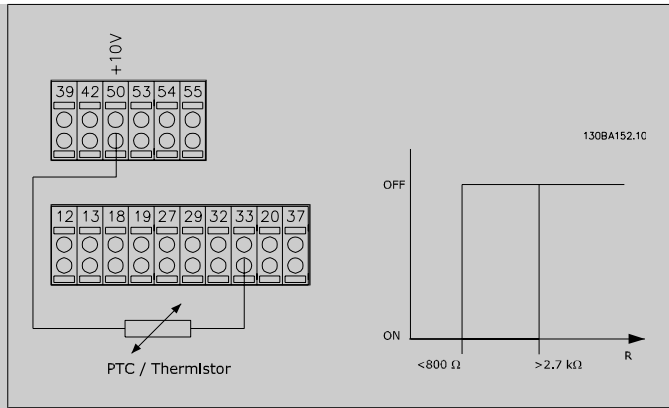 +10V
39 42 50 53 54 55
130BA152.10
OFF
12 13 18 19 27 29 32 33 20 37
ON
R
<800 Ω
>2.7 kΩ
PTC / Thermistor